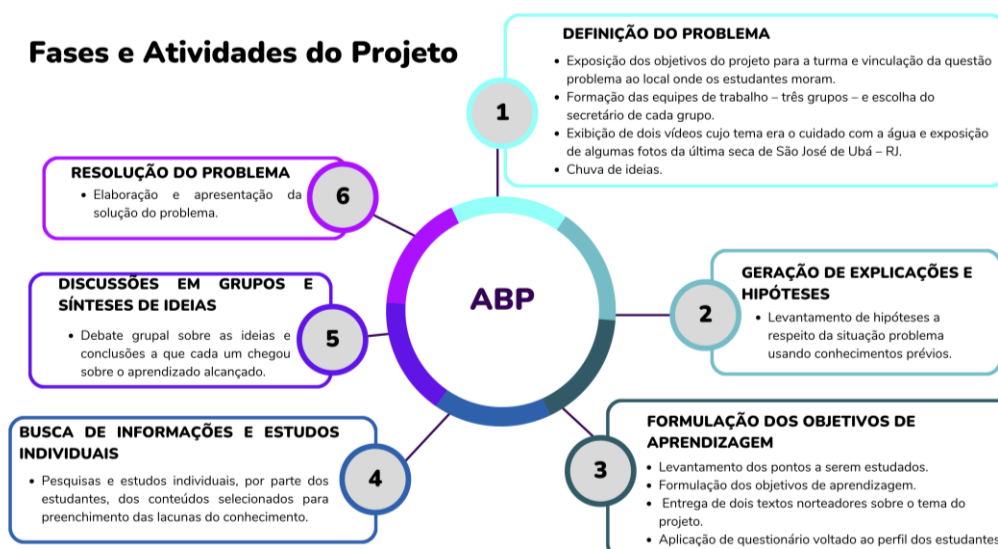 Fases e Atividades do Projeto
1
DEFINIÇÃO DO PROBLEMA
• Exposição dos objetivos do projeto para a turma e vinculação da questão
problema ao local onde os estudantes moram.
• Formação das equipes de trabalho – três grupos – e escolha do
secretário de cada grupo.
• Exibição de dois vídeos cujo tema era o cuidado com a água e exposição
de algumas fotos da última seca de São José de Ubá – RJ.
• Chuva de ideias.
ABP
2
GERAÇÃO DE EXPLICAÇÕES E
HIPÓTESES
• Levantamento de hipóteses a
respeito da situação problema
usando conhecimentos prévios.
3
FORMULAÇÃO DOS OBJETIVOS DE
APRENDIZAGEM
• Levantamento dos pontos a serem estudados.
• Formulação dos objetivos de aprendizagem.
• Entrega de dois textos norteadores sobre o tema do
projeto.
• Aplicação de questionário voltado ao perfil dos estudantes
4
BUSCA DE INFORMAÇÕES E ESTUDOS
INDIVIDUAIS
• Pesquisas e estudos individuais, por parte dos
estudantes, dos conteúdos selecionados para
preenchimento das lacunas do conhecimento.
5
DISCUSSÕES EM GRUPOS E
SÍNTESES DE IDEIAS
• Debate grupal sobre as ideias e
conclusões a que cada um chegou
sobre o aprendizado alcançado.
6
RESOLUÇÃO DO PROBLEMA
• Elaboração e apresentação da
solução do problema.